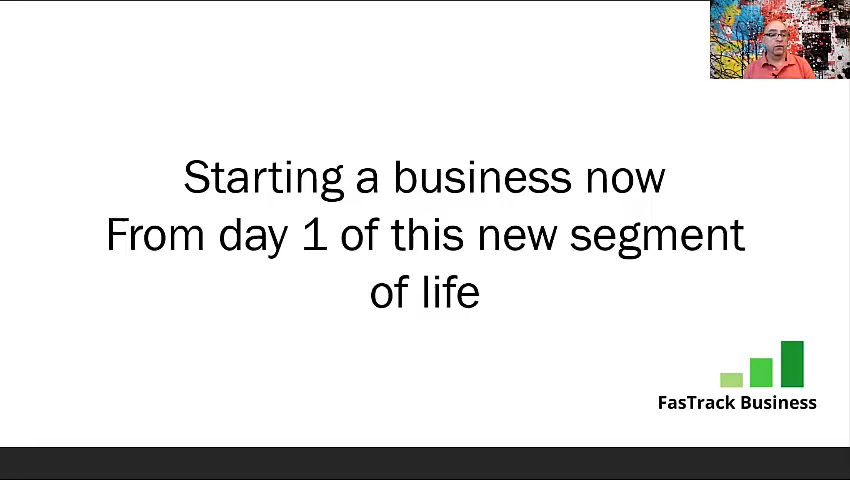 Starting a business now
From day 1 of this new segment
of life
FasTrack Business